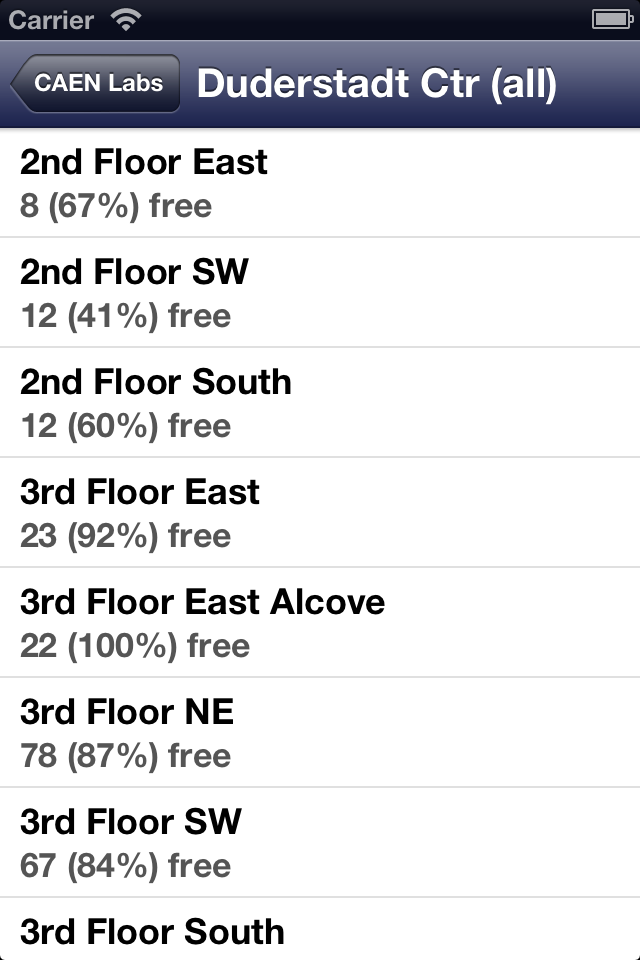 Carrier
CAEN Labs
Duderstadt Ctr (all)
2nd Floor East
8 (67%) free
2nd Floor SW
12 (41%) free
2nd Floor South
12 (60%) free
3rd Floor East
23 (92%) free
3rd Floor East Alcove
22 (100%) free
3rd Floor NE
78 (87%) free
3rd Floor SW
67 (84%) free
3rd Floor South